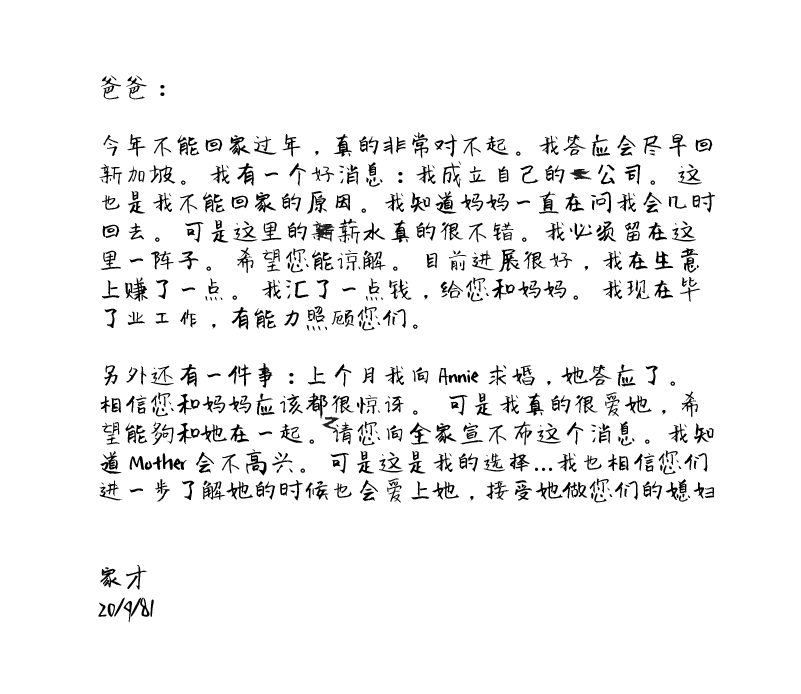 爸爸：
今年不能回家过年，真的非常对不起。我答应会尽早回
新加坡。我有一个好消息：我成立自己的公司。这
也是我不能回家的原因。我知道妈妈一直在问我会几时
回去。可是这里的薪水真的很不错。我必须留在这
里一阵子。希望您能谅解。目前进展很好，我在生意
上赚了一点。我汇了一点钱，给您和妈妈。我现在毕
了业工作，有能力照顾您们。
另外还有一件事：上个月我向Annie求婚，她答应了。
相信您和妈妈应该都很惊讶。可是我真的很爱她，希
望能够和她在一起。请您向全家宣不布这个消息。我知
道Mother会不高兴。可是这是我的选择...我也相信您们
进一步了解她的时候也会爱上她，接受她做您们的媳妇
家才
20/9/81